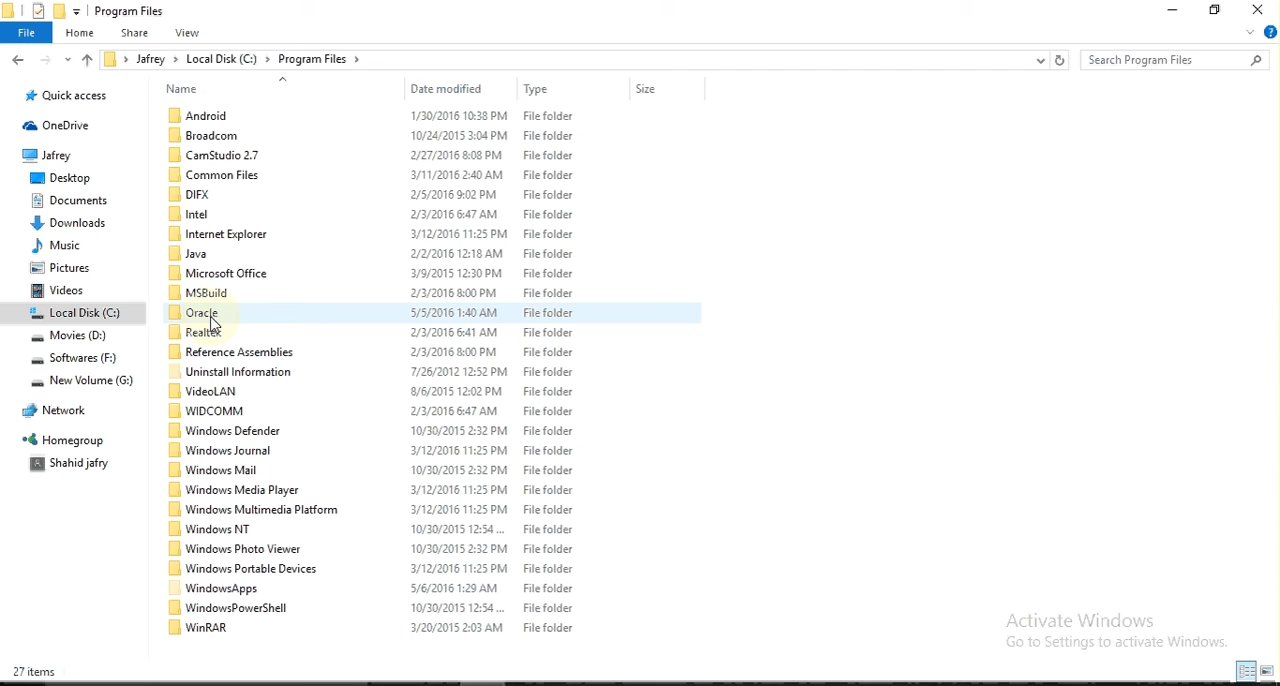 Program Files
File Home Share View
Jafrey Local Disk (C:) Program Files Search Program Files
Quick access
OneDrive
Jafrey
Desktop
Documents
Downloads
Music
Pictures
Videos
Local Disk (C:)
Movies (D:)
Softwares (F:)
New Volume (G:)
Network
Homegroup
Shahid jafry
Name Date modified Type Size
Android 1/30/2016 10:38 PM File folder
Broadcom 10/24/2015 3:04 PM File folder
CamStudio 2.7 2/27/2016 8:08 PM File folder
Common Files 3/11/2016 2:40 AM File folder
DIFX 2/5/2016 9:02 PM File folder
Intel 2/3/2016 6:47 AM File folder
Internet Explorer 3/12/2016 11:25 PM File folder
Java 2/2/2016 12:18 AM File folder
Microsoft Office 3/9/2015 12:30 PM File folder
MSBuild 2/3/2016 8:00 PM File folder
Oracle 5/5/2016 1:40 AM File folder
Realtek 2/3/2016 6:41 AM File folder
Reference Assemblies 2/3/2016 8:00 PM File folder
Uninstall Information 7/26/2012 12:52 PM File folder
VideoLAN 8/6/2015 12:02 PM File folder
WIDCOMM 2/3/2016 6:47 AM File folder
Windows Defender 10/30/2015 2:32 PM File folder
Windows Journal 3/12/2016 11:25 PM File folder
Windows Mail 10/30/2015 2:32 PM File folder
Windows Media Player 3/12/2016 11:25 PM File folder
Windows Multimedia Platform 3/12/2016 11:25 PM File folder
Windows NT 10/30/2015 12:54 ... File folder
Windows Photo Viewer 10/30/2015 2:32 PM File folder
Windows Portable Devices 3/12/2016 11:25 PM File folder
WindowsApps 5/6/2016 1:29 AM File folder
WindowsPowerShell 10/30/2015 12:54 ... File folder
WinRAR 3/20/2015 2:03 AM File folder
Activate Windows
Go to Settings to activate Windows.
27 items